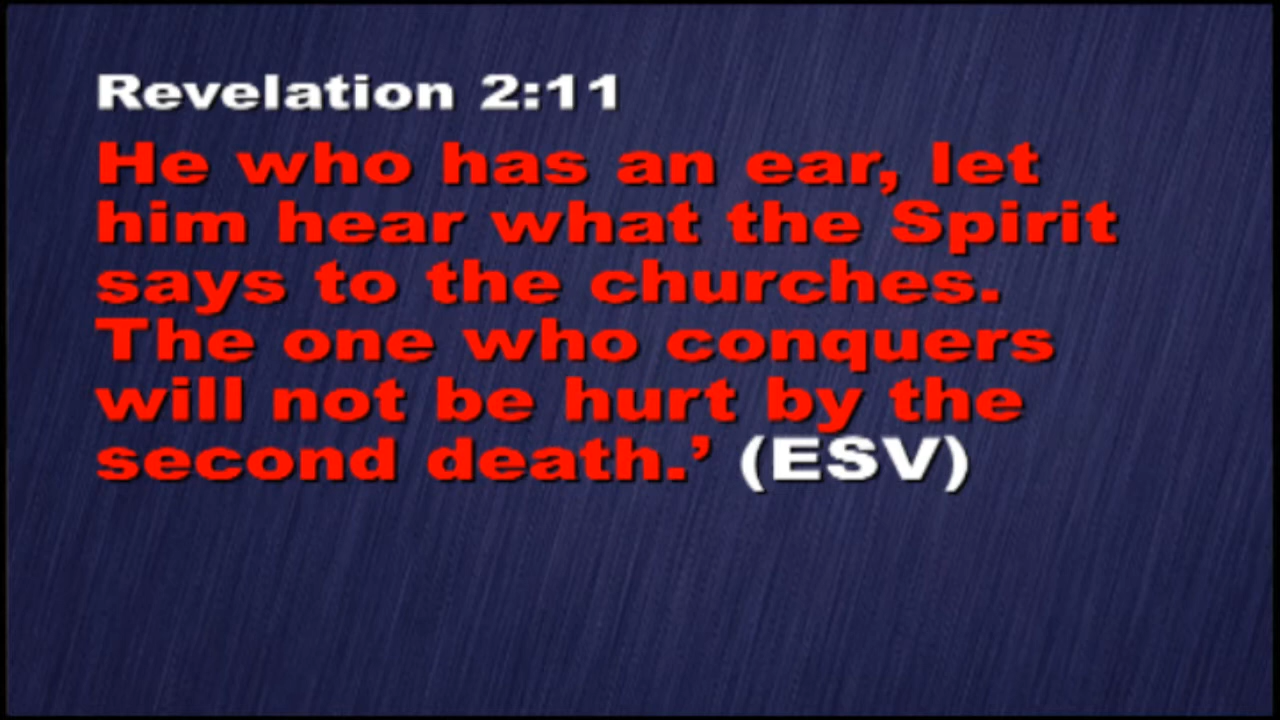 Revelation 2:11
He who has an ear, let
him hear what the Spirit
says to the churches.
The one who conquers
will not be hurt by the
second death.’ (ESV)